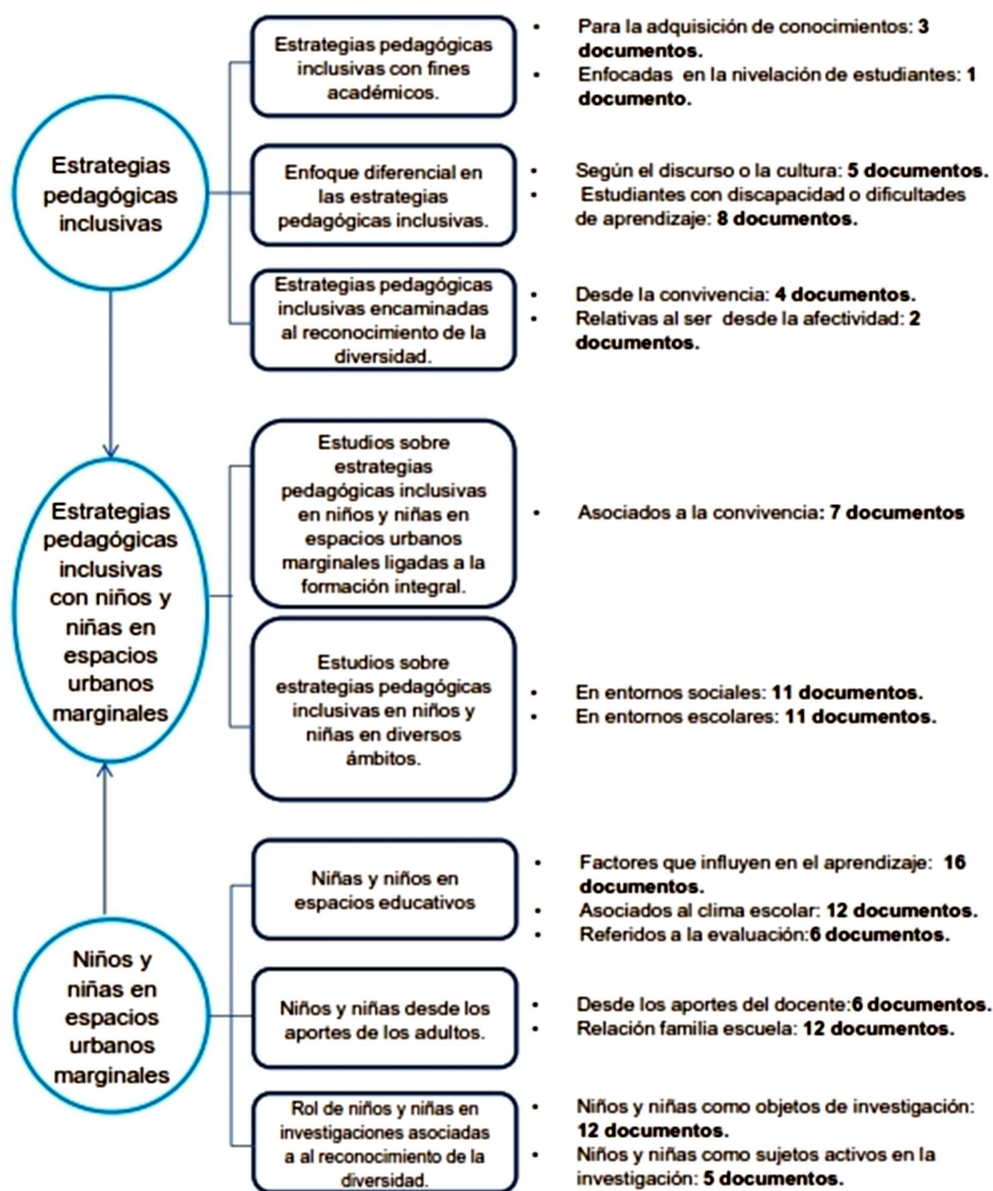 Estrategias
pedagógicas
inclusivas
Estrategias pedagógicas
inclusivas con fines
académicos.
• Para la adquisición de conocimientos: 3
documentos.
• Enfocadas en la nivelación de estudiantes: 1
documento.
Enfoque diferencial en
las estrategias
pedagógicas inclusivas.
• Según el discurso o la cultura: 5 documentos.
• Estudiantes con discapacidad o dificultades
de aprendizaje: 8 documentos.
Estrategias pedagógicas
inclusivas encaminadas
al reconocimiento de la
diversidad.
• Desde la convivencia: 4 documentos.
• Relativas al ser desde la afectividad: 2
documentos.
Estrategias
pedagógicas
inclusivas
con niños y
niñas en
espacios
urbanos
marginales
Estudios sobre
estrategias
pedagógicas inclusivas
en niños y niñas en
espacios urbanos
marginales ligadas a la
formación integral.
• Asociados a la convivencia: 7 documentos
Estudios sobre
estrategias pedagógicas
inclusivas en niños y
niñas en diversos
ámbitos.
• En entornos sociales: 11 documentos.
• En entornos escolares: 11 documentos.
Niños y
niñas en
espacios
urbanos
marginales
Niñas y niños en
espacios educativos
• Factores que influyen en el aprendizaje: 16
documentos.
• Asociados al clima escolar: 12 documentos.
• Referidos a la evaluación:6 documentos.
Niños y niñas desde los
aportes de los adultos.
• Desde los aportes del docente:6 documentos.
• Relación familia escuela: 12 documentos.
Rol de niños y niñas en
investigaciones asociadas
a al reconocimiento de la
diversidad.
• Niños y niñas como objetos de investigación:
12 documentos.
• Niños y niñas como sujetos activos en la
investigación: 5 documentos.